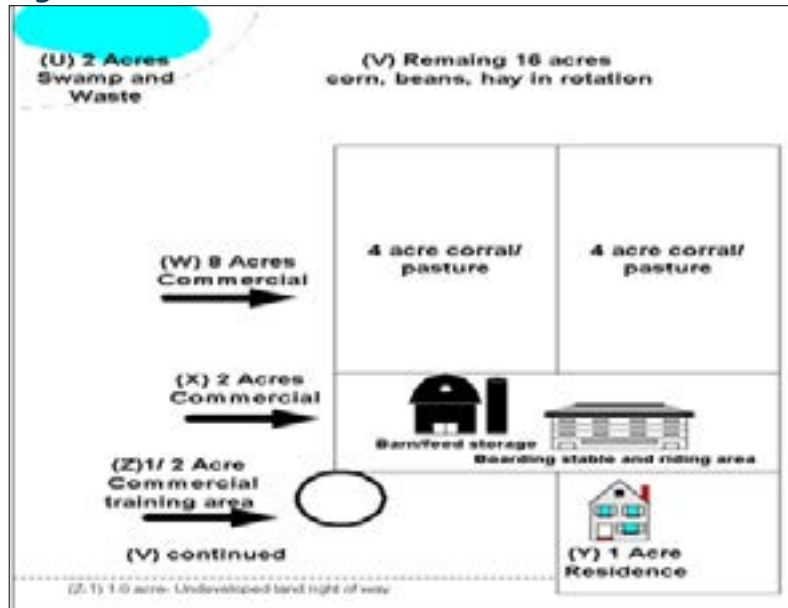 (U) 2 Acres
Swamp and
Waste
(V) Remaing 16 acres
corn, beans, hay in rotation
4 acre corral/
pasture
4 acre corral/
pasture
(W) 8 Acres
Commercial
(X) 2 Acres
Commercial
Barn/feed storage
Boarding stable and riding area
(Z)1/ 2 Acre
Commercial
training area
(V) continued
(Y) 1 Acre
Residence
(Z-1) 1.0 acre- Undeveloped land right of way